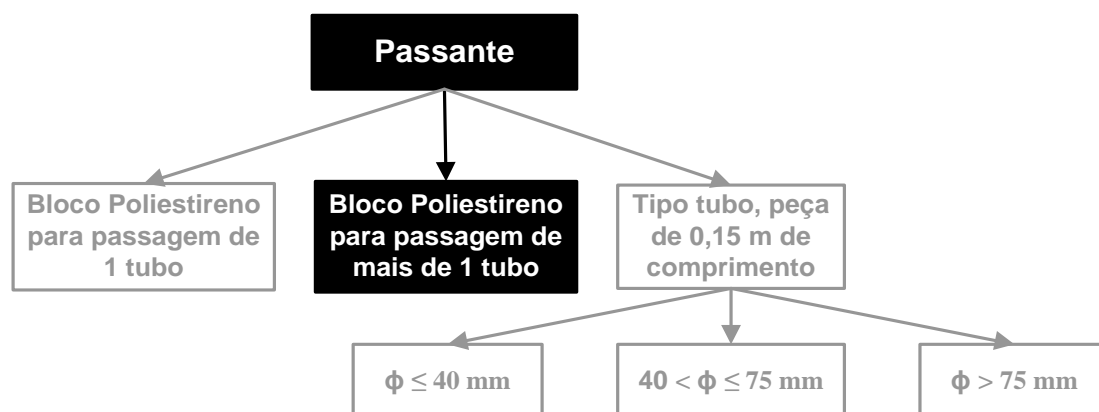 Passante
Bloco Poliestireno
para passagem de
1 tubo
Bloco Poliestireno
para passagem de
mais de 1 tubo
Tipo tubo, peça
de 0,15 m de
comprimento
ϕ ≤ 40 mm
40 < ϕ ≤ 75 mm
ϕ > 75 mm